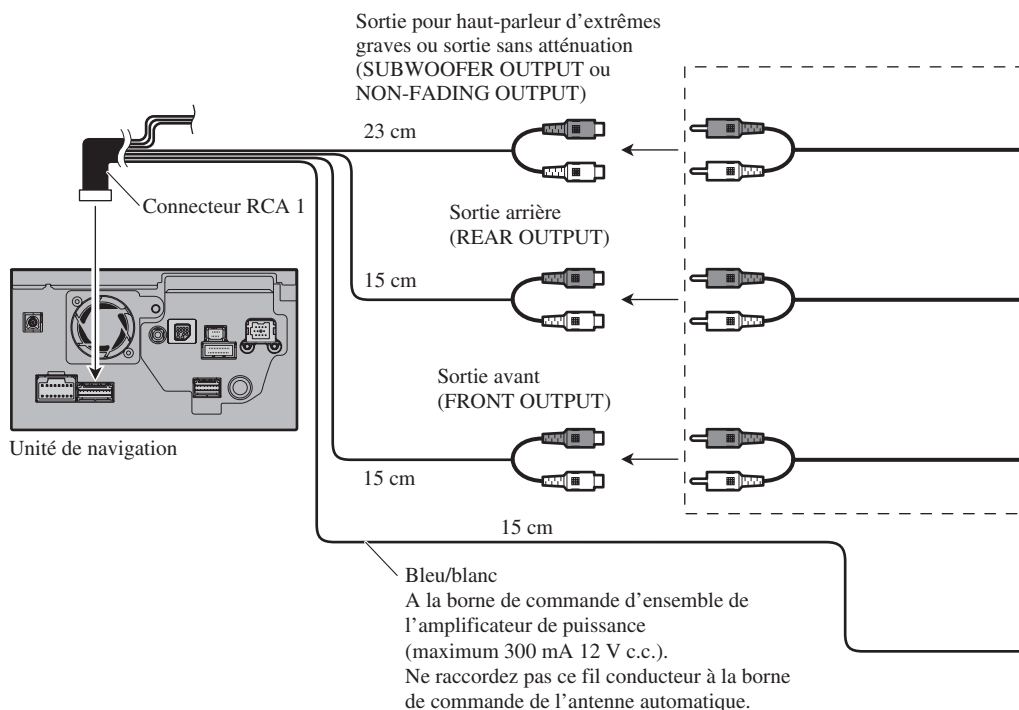 Sortie pour haut-parleur d’extrêmes
graves ou sortie sans atténuation
(SUBWOOFER OUTPUT ou
NON-FADING OUTPUT)
23 cm
Connecteur RCA 1
Sortie arrière
(REAR OUTPUT)
15 cm
Sortie avant
(FRONT OUTPUT)
Unité de navigation
15 cm
15 cm
Bleu/blanc
A la borne de commande d’ensemble de
l’amplificateur de puissance
(maximum 300 mA 12 V c.c.).
Ne raccordez pas ce fil conducteur à la borne
de commande de l’antenne automatique.